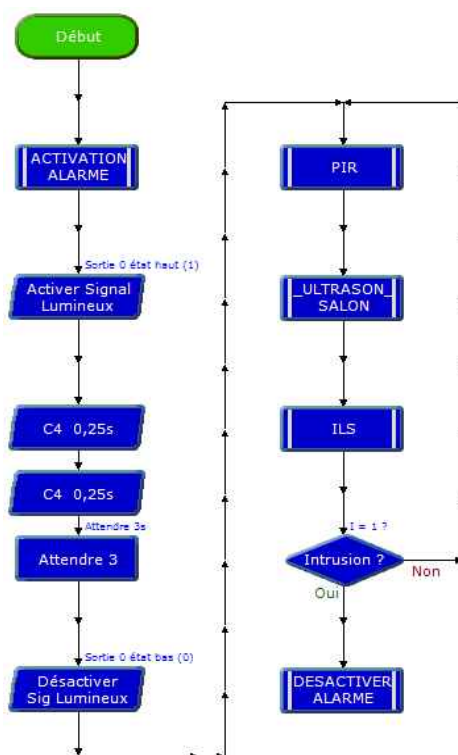 Début
ACTIVATION
ALARME
Sortie 0 état haut (1)
Activer Signal
Lumineux
C4 0,25s
C4 0,25s
Attendre 3s
Attendre 3
Sortie 0 état bas (0)
Désactiver
Sig Lumineux
PIR
_ULTRASON_
SALON
ILS
I = 1 ?
Intrusion ?
Non
Oui
DESACTIVER
ALARME